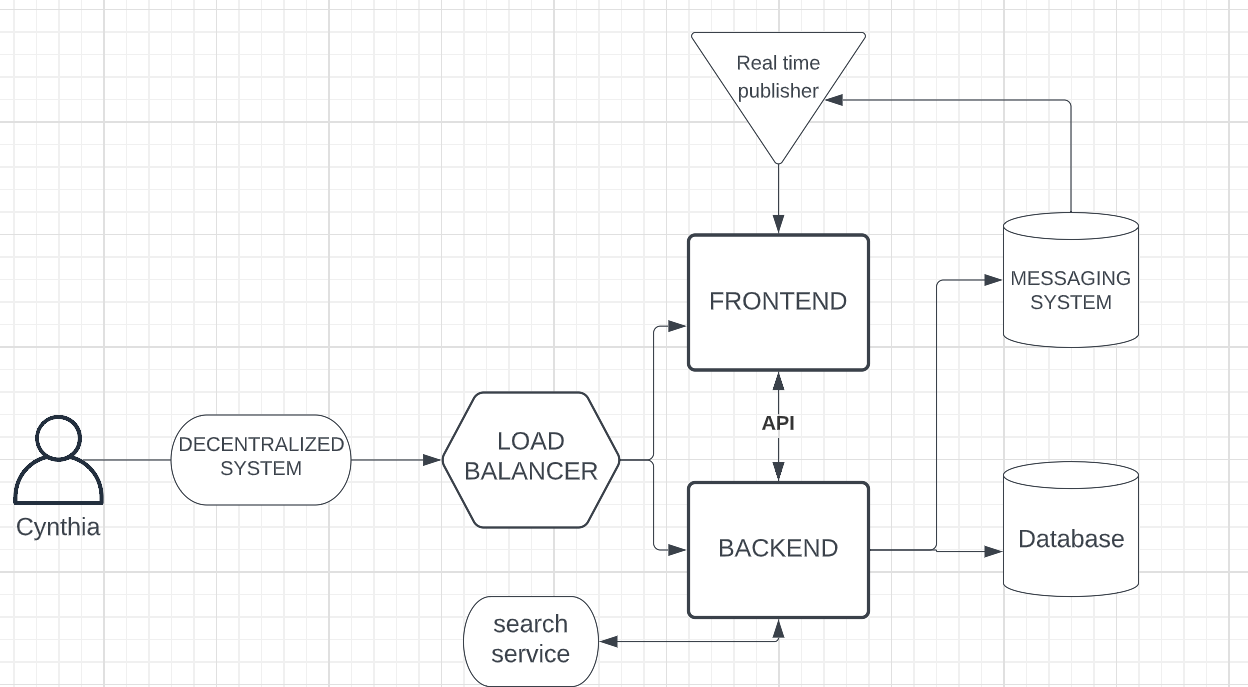 Real time
publisher
FRONTEND
MESSAGING
SYSTEM
API
LOAD
BALANCER
DECENTRALIZED
SYSTEM
Cynthia
BACKEND
Database
search
service